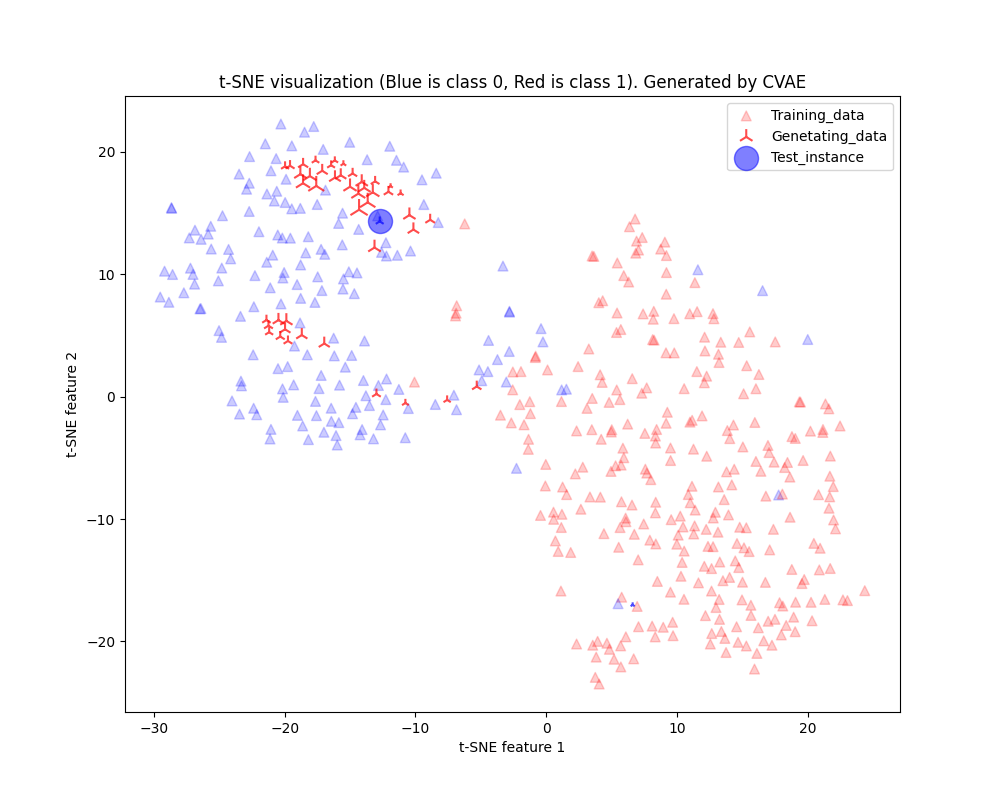 t-SNE visualization (Blue is class 0, Red is class 1). Generated by CVAE
Training_data
Genetating_data
Test_instance
20
10
0
−10
−20
t-SNE feature 2
−30
−20
−10
0
10
20
t-SNE feature 1